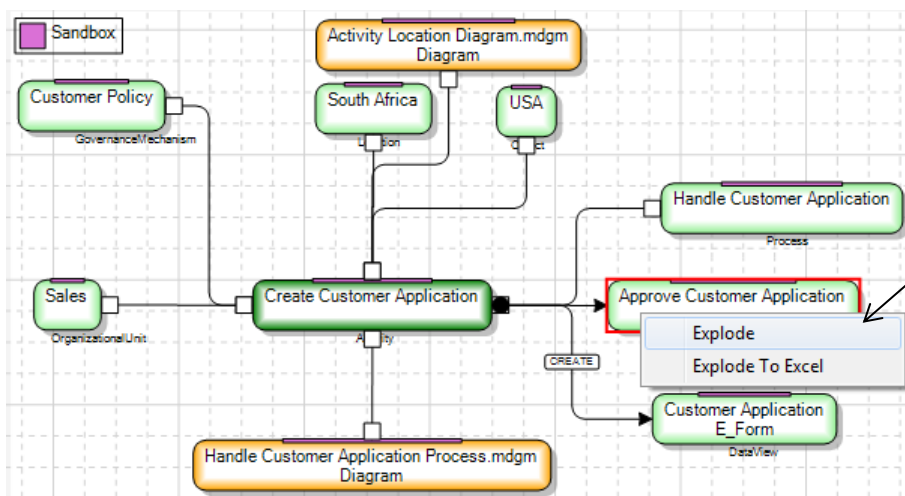 Sandbox
Activity Location Diagram.mdgm
Diagram
Customer Policy
GovernanceMechanism
South Africa
USA
Handle Customer Application
Process
Sales
OrganizationalUnit
Create Customer Application
Approve Customer Application
Explode
Explode To Excel
CREATE
Customer Application
E_Form
DataView
Handle Customer Application Process.mdgm
Diagram